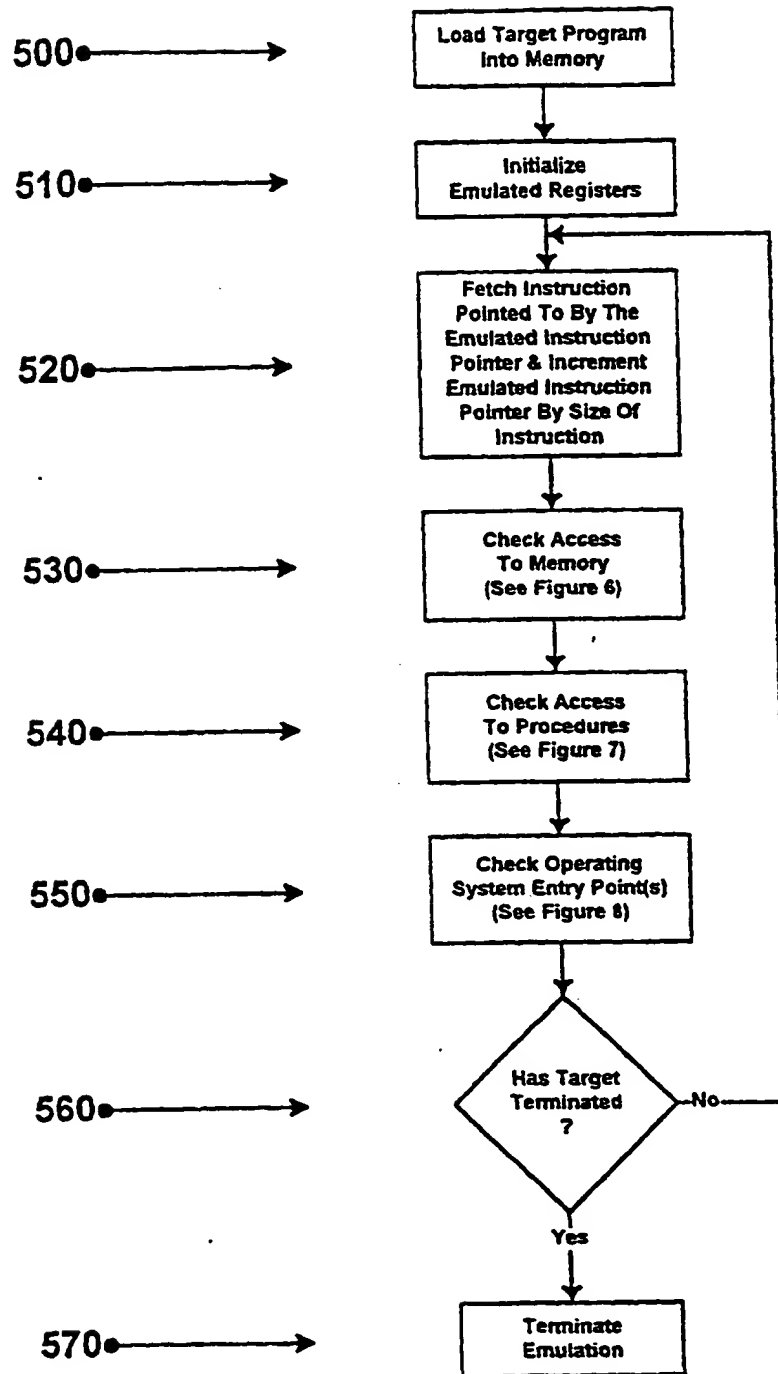 500
Load Target Program
Into Memory
510
Initialize
Emulated Registers
520
Fetch Instruction
Pointed To By The
Emulated Instruction
Pointer & Increment
Emulated Instruction
Pointer By Size Of
Instruction
530
Check Access
To Memory
(See Figure 6)
540
Check Access
To Procedures
(See Figure 7)
550
Check Operating
System Entry Point(s)
(See Figure 8)
560
Has Target
Terminated
?
No
Yes
570
Terminate
Emulation